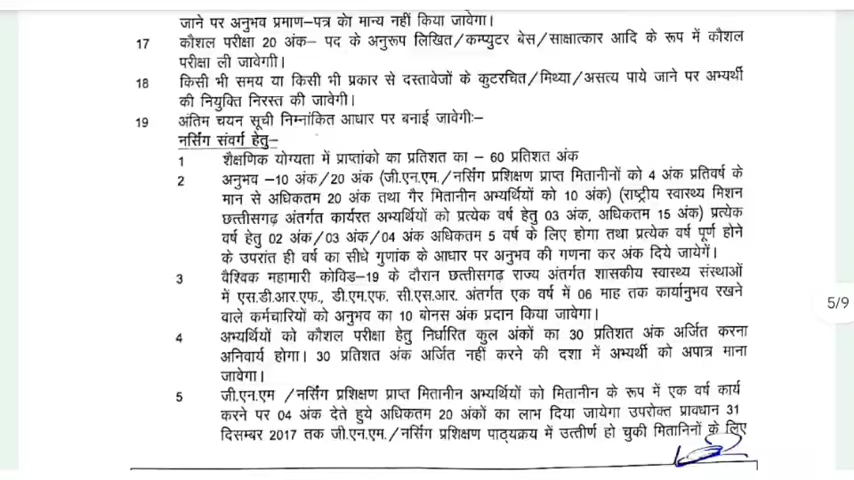 जाने पर अनुभव प्रमाण–पत्र को मान्य नहीं किया जावेगा।
17 कौशल परीक्षा 20 अंक– पद के अनुरूप लिखित/कम्प्युटर बेस/साक्षात्कार आदि के रूप में कौशल
परीक्षा ली जावेगाी।
18 किसी भी समय या किसी भी प्रकार से दस्तावेजों के कुटरचित/मिथ्या/असत्य पाये जाने पर अभ्यर्थी
की नियुक्ति निरस्त की जावेगी।
19 अंतिम चयन सूची निम्नांकित आधार पर बनाई जावेगीः–
नर्सिंग संवर्ग हेतु–
1 शैक्षणिक योग्यता में प्राप्तांको का प्रतिशत का – 60 प्रतिशत अंक
2 अनुभव –10 अंक/20 अंक (जी.एन.एम./नर्सिंग प्रशिक्षण प्राप्त मितानीनों को 4 अंक प्रतिवर्ष के
मान से अधिकतम 20 अंक तथा गैर मितानीन अभ्यर्थियों को 10 अंक) (राष्ट्रीय स्वास्थ्य मिशन
छत्तीसगढ़ अंतर्गत कार्यरत अभ्यर्थियों को प्रत्येक वर्ष हेतु 03 अंक, अधिकतम 15 अंक) प्रत्येक
वर्ष हेतु 02 अंक/03 अंक/04 अंक अधिकतम 5 वर्ष के लिए होगा तथा प्रत्येक वर्ष पूर्ण होने
के उपरांत ही वर्ष का सीधे गुणांक के आधार पर अनुभव की गणना कर अंक दिये जायेगें।
3 वैश्विक महामारी कोविड–19 के दौरान छत्तीसगढ़ राज्य अंतर्गत शासकीय स्वास्थ्य संस्थाओं
में एस.डी.आर.एफ., डी.एम.एफ. सी.एस.आर. अंतर्गत एक वर्ष में 06 माह तक कार्यानुभव रखने
वाले कर्मचारियों को अनुभव का 10 बोनस अंक प्रदान किया जावेगा।
5/9
4 अभ्यर्थियों को कौशल परीक्षा हेतु निर्धारित कुल अंकों का 30 प्रतिशत अंक अर्जित करना
अनिवार्य होगा। 30 प्रतिशत अंक अर्जित नहीं करने की दशा में अभ्यर्थी को अपात्र माना
जावेगा।
5 जी.एन.एम /नर्सिंग प्रशिक्षण प्राप्त मितानीन अभ्यर्थियों को मितानीन के रूप में एक वर्ष कार्य
करने पर 04 अंक देते हुये अधिकतम 20 अंकों का लाभ दिया जायेगा उपरोक्त प्रावधान 31
दिसम्बर 2017 तक जी.एन.एम./नर्सिंग प्रशिक्षण पाठ्यक्रय में उत्तीर्ण हो चुकी मितानिनों के लिए